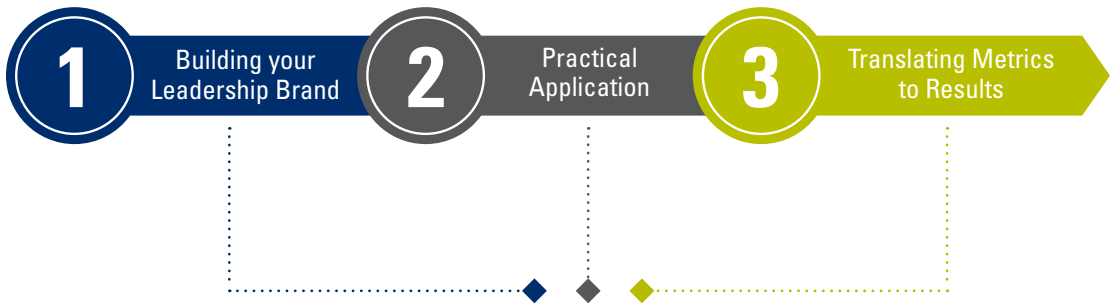 1
Building your
Leadership Brand
2
Practical
Application
3
Translating Metrics
to Results